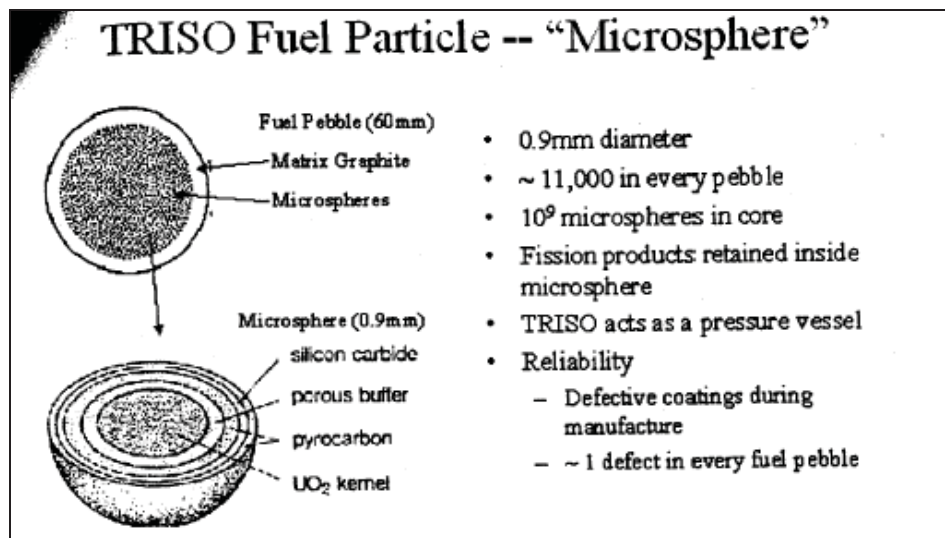 TRISO Fuel Particle -- “Microsphere”
Fuel Pebble (60mm)
Matrix Graphite
Microspheres
Microsphere (0.9mm)
silicon carbide
porous buffer
pyrocarbon
UO₂ kernel
• 0.9mm diameter
• ~ 11,000 in every pebble
• 10⁹ microspheres in core
• Fission products retained inside
microsphere
• TRISO acts as a pressure vessel
• Reliability
– Defective coatings during
manufacture
– ~ 1 defect in every fuel pebble